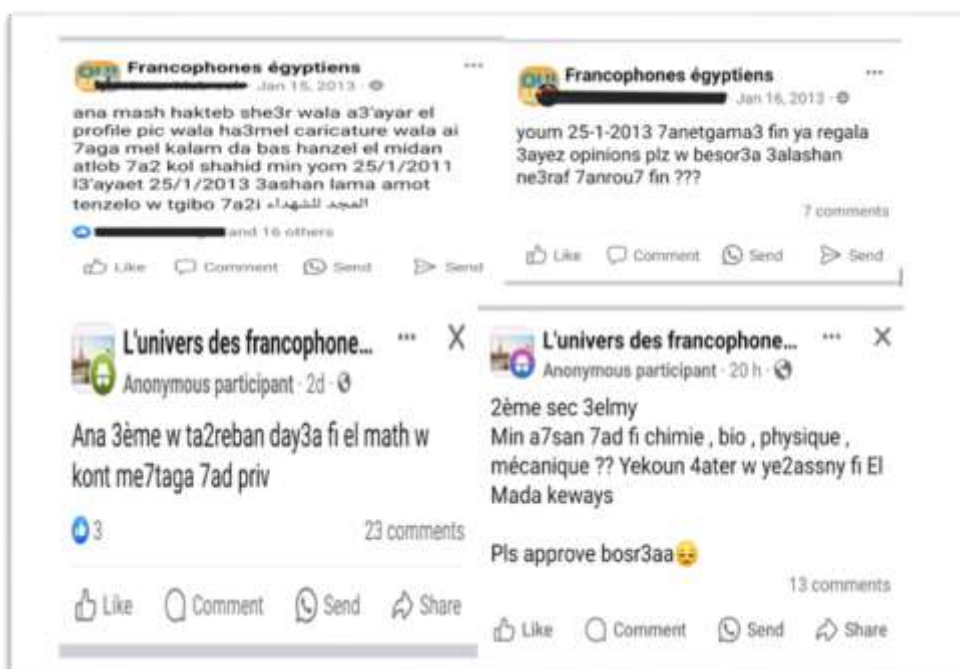 OUI
Francophones égyptiens
Jan 15, 2013
ana mash hakteb she3r wala a3'ayar el
profile pic wala ha3mel caricature wala ai
7aga mel kalam da bas hanzel el midan
atlob 7a2 kol shahid min yom 25/1/2011
l3'ayaet 25/1/2013 3ashan lama amot
tenzelo w tgibo 7a2i المجد للشهداء
and 16 others
Like Comment Send Send
OUI
Francophones égyptiens
Jan 16, 2013
youm 25-1-2013 7anetgama3 fin ya regala
3ayez opinions plz w besor3a 3alashan
ne3raf 7anrou7 fin ???
7 comments
Like Comment Send Send
L'univers des francophone...
Anonymous participant · 2d
Ana 3ème w ta2reban day3a fi el math w
kont me7taga 7ad priv
3 23 comments
Like Comment Send Share
L'univers des francophone...
Anonymous participant · 20 h
2ème sec 3elmy
Min a7san 7ad fi chimie , bio , physique ,
mécanique ?? Yekoun 4ater w ye2assny fi El
Mada keways
Pls approve bosr3aa😔
13 comments
Like Comment Send Share